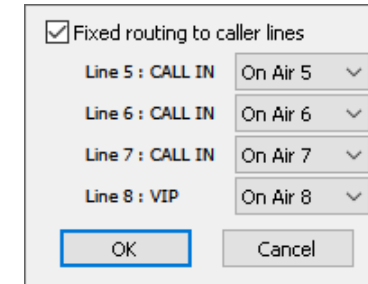 Fixed routing to caller lines
Line 5 : CALL IN On Air 5
Line 6 : CALL IN On Air 6
Line 7 : CALL IN On Air 7
Line 8 : VIP On Air 8
OK Cancel